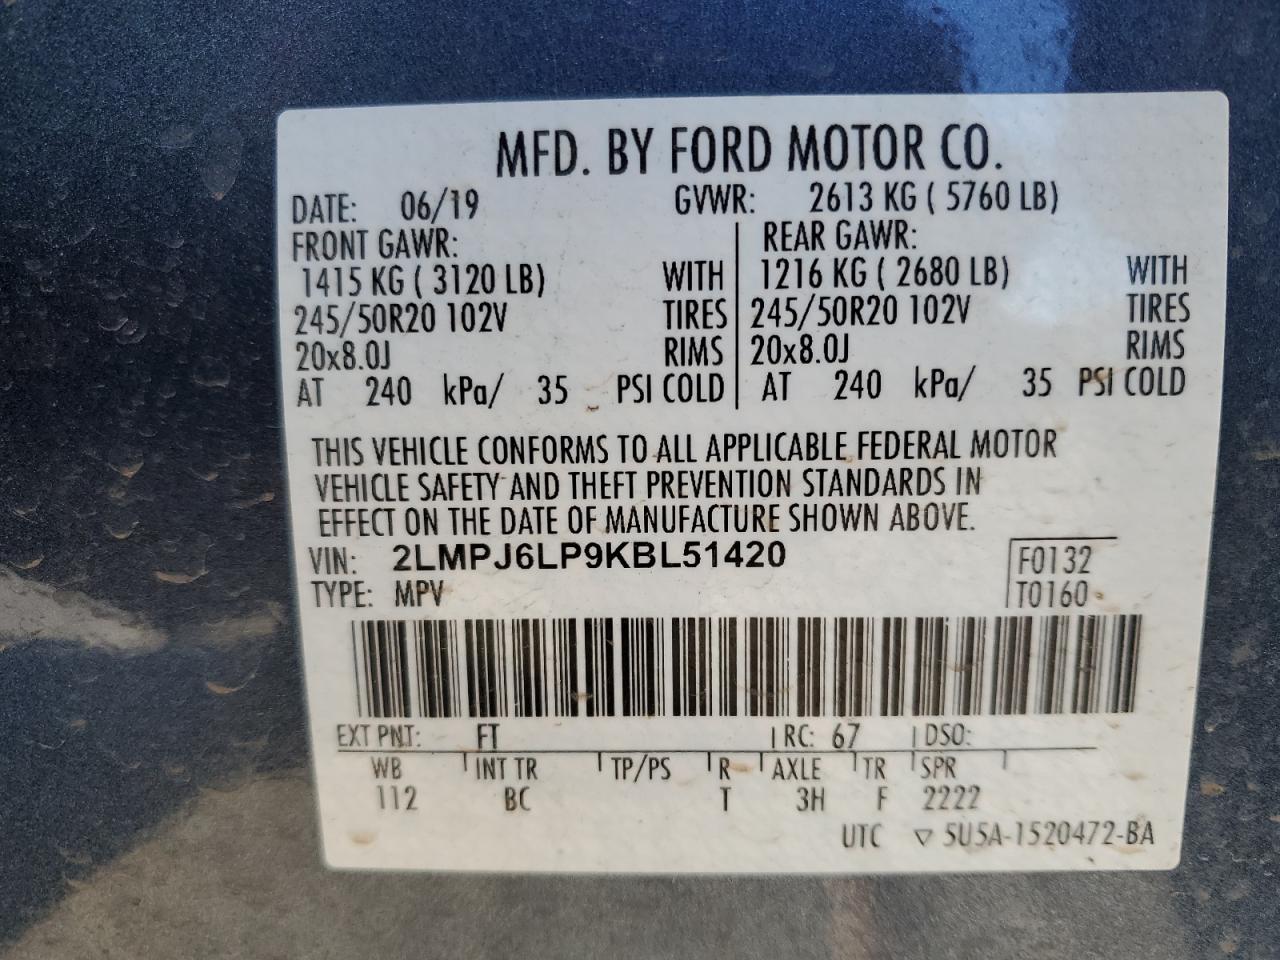 MFD. BY FORD MOTOR CO.
DATE: 06/19 GVWR: 2613 KG ( 5760 LB)
FRONT GAWR: REAR GAWR:
1415 KG ( 3120 LB) WITH 1216 KG ( 2680 LB) WITH
245/50R20 102V TIRES 245/50R20 102V TIRES
20x8.0J RIMS 20x8.0J RIMS
AT 240 kPa/ 35 PSI COLD AT 240 kPa/ 35 PSI COLD
THIS VEHICLE CONFORMS TO ALL APPLICABLE FEDERAL MOTOR
VEHICLE SAFETY AND THEFT PREVENTION STANDARDS IN
EFFECT ON THE DATE OF MANUFACTURE SHOWN ABOVE.
VIN: 2LMPJ6LP9KBL51420 F0132
TYPE: MPV T0160
EXT PNT: FT RC: 67 DSO:
WB INT TR TP/PS R AXLE TR SPR
112 BC T 3H F 2222
UTC ▽ 5U5A-1520472-BA